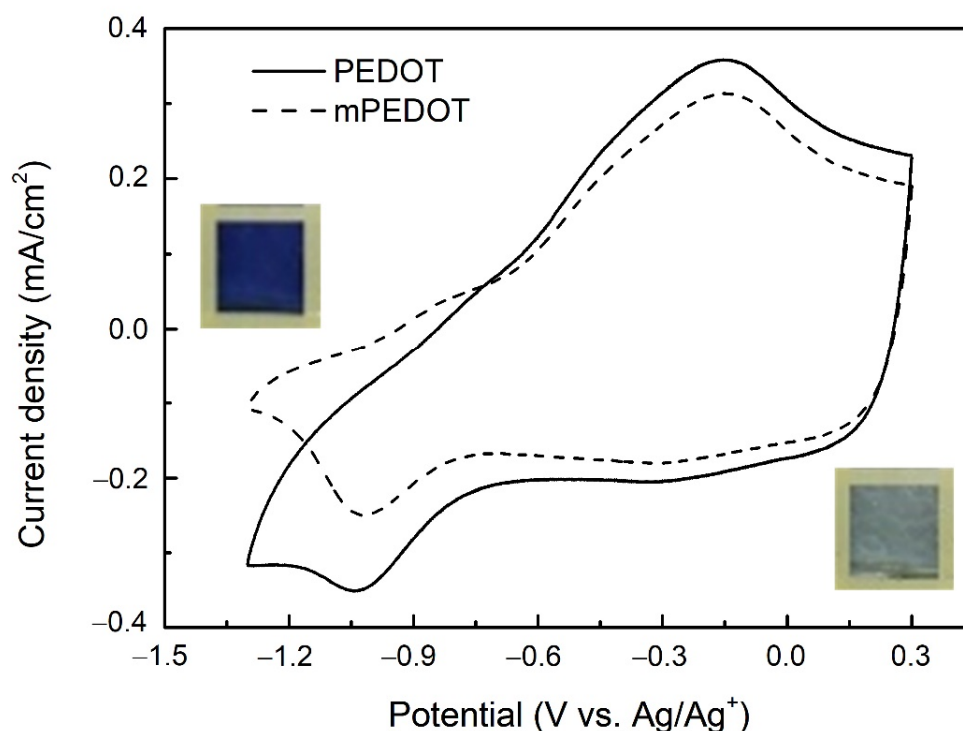 PEDOT
mPEDOT
Current density (mA/cm²)
0.4
0.2
0.0
−0.2
−0.4
−1.5 −1.2 −0.9 −0.6 −0.3 0.0 0.3
Potential (V vs. Ag/Ag⁺)